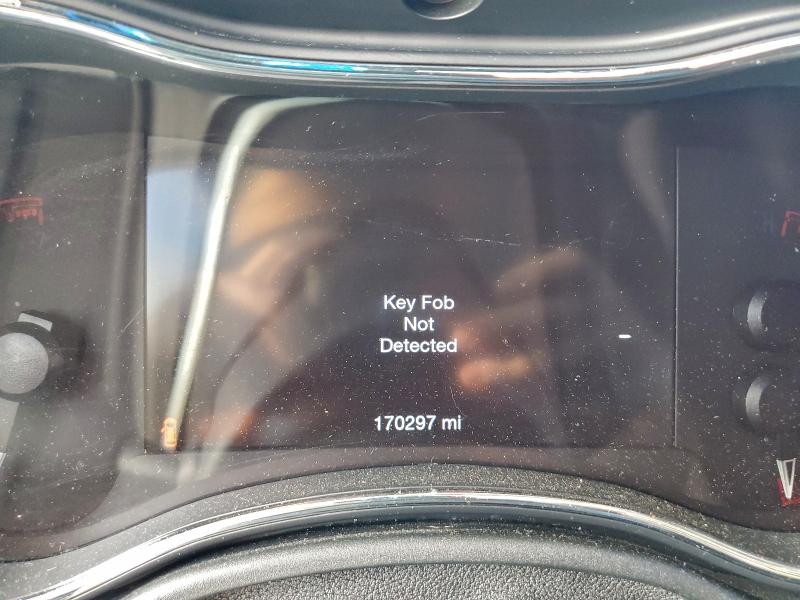 Key Fob
Not
Detected
170297 mi